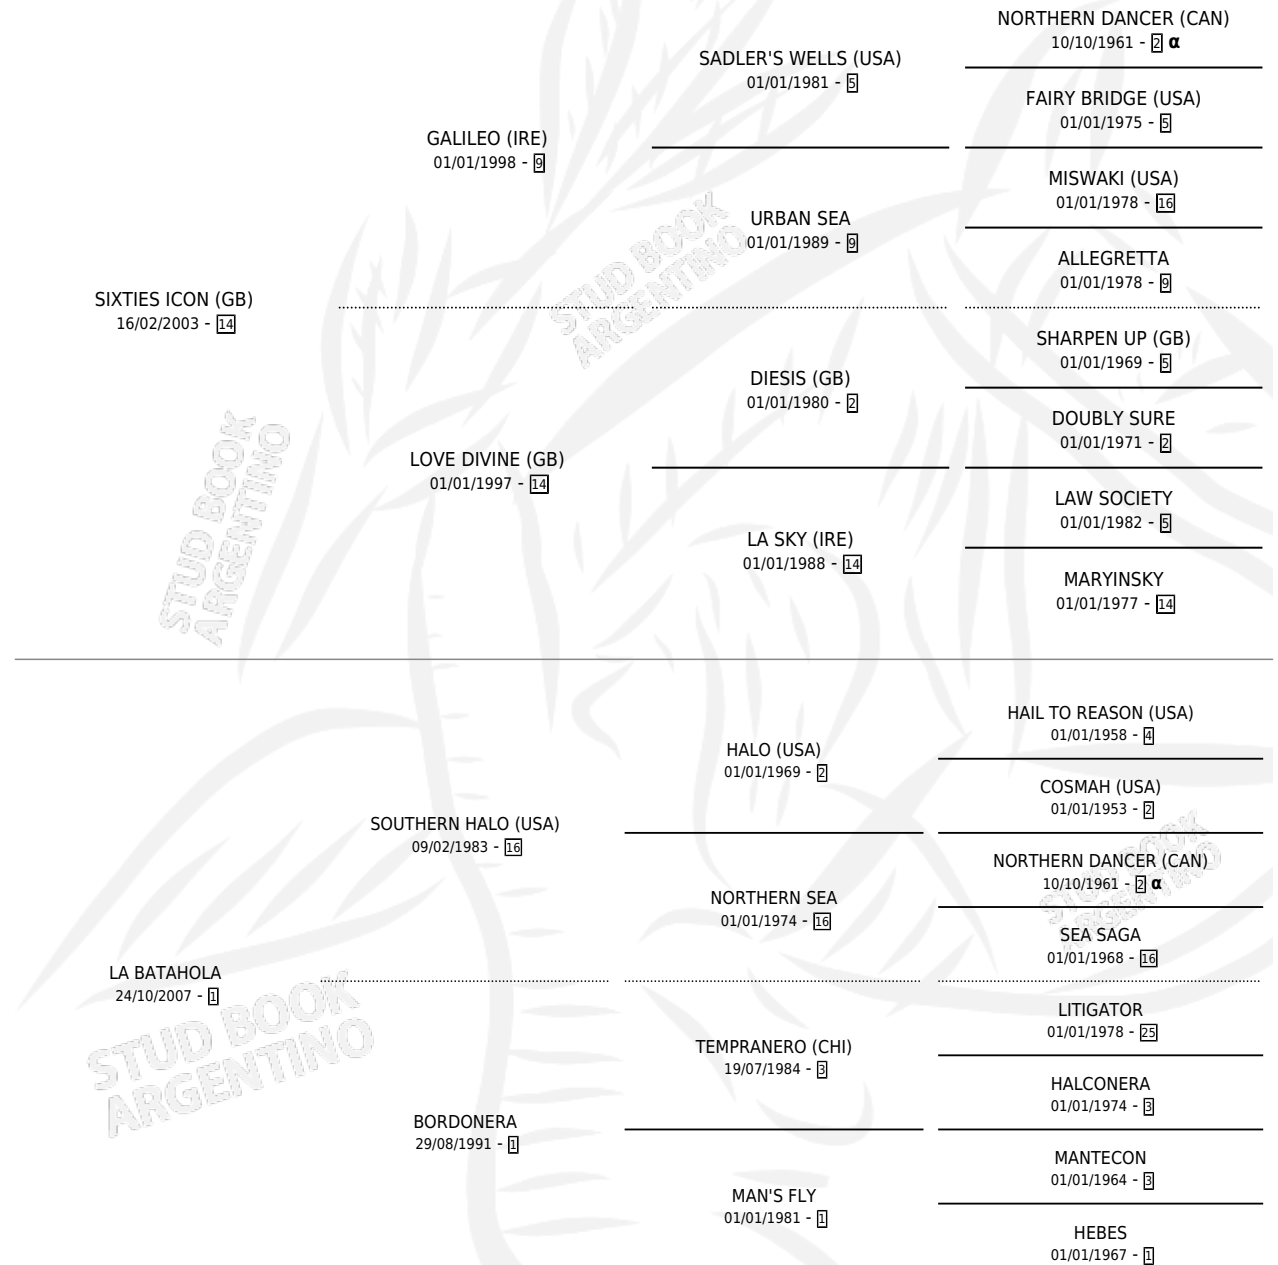 NORTHERN DANCER (CAN)
10/10/1961 - 2 α
SADLER'S WELLS (USA)
01/01/1981 - 5
FAIRY BRIDGE (USA)
01/01/1975 - 5
GALILEO (IRE)
01/01/1998 - 9
MISWAKI (USA)
01/01/1978 - 16
URBAN SEA
01/01/1989 - 9
ALLEGRETTA
01/01/1978 - 9
SIXTIES ICON (GB)
16/02/2003 - 14
SHARPEN UP (GB)
01/01/1969 - 5
DIESIS (GB)
01/01/1980 - 2
DOUBLY SURE
01/01/1971 - 2
LOVE DIVINE (GB)
01/01/1997 - 14
LAW SOCIETY
01/01/1982 - 5
LA SKY (IRE)
01/01/1988 - 14
MARYINSKY
01/01/1977 - 14
HAIL TO REASON (USA)
01/01/1958 - 4
HALO (USA)
01/01/1969 - 2
COSMAH (USA)
01/01/1953 - 2
SOUTHERN HALO (USA)
09/02/1983 - 16
NORTHERN DANCER (CAN)
10/10/1961 - 2 α
NORTHERN SEA
01/01/1974 - 16
SEA SAGA
01/01/1968 - 16
LA BATAHOLA
24/10/2007 - 1
LITIGATOR
01/01/1978 - 25
TEMPRANERO (CHI)
19/07/1984 - 3
HALCONERA
01/01/1974 - 3
BORDONERA
29/08/1991 - 1
MANTECON
01/01/1964 - 3
MAN'S FLY
01/01/1981 - 1
HEBES
01/01/1967 - 1
STUD BOOK
ARGENTINO
STUD BOOK
ARGENTINO
STUD BOOK
ARGENTINO
STUD BOOK
ARGENTINO